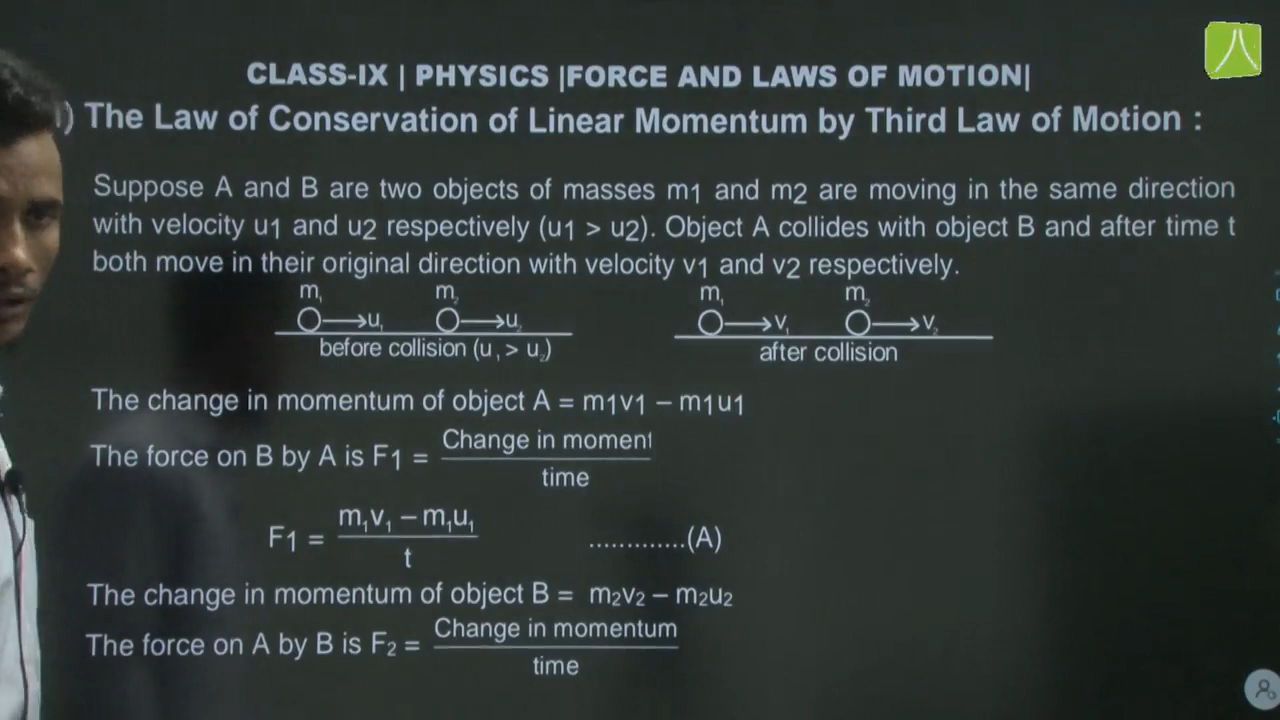 CLASS-IX | PHYSICS |FORCE AND LAWS OF MOTION|
) The Law of Conservation of Linear Momentum by Third Law of Motion :
Suppose A and B are two objects of masses m1 and m2 are moving in the same direction
with velocity u1 and u2 respectively (u1 > u2). Object A collides with object B and after time t
both move in their original direction with velocity v1 and v2 respectively.
m₁ m₂ m₁ m₂
u₁ u₂ v₁ v₂
before collision (u₁ > u₂) after collision
The change in momentum of object A = m1v1 – m1u1
The force on B by A is F1 = Change in moment
time
F1 = m₁v₁ – m₁u₁
t
.............(A)
The change in momentum of object B = m2v2 – m2u2
The force on A by B is F2 = Change in momentum
time